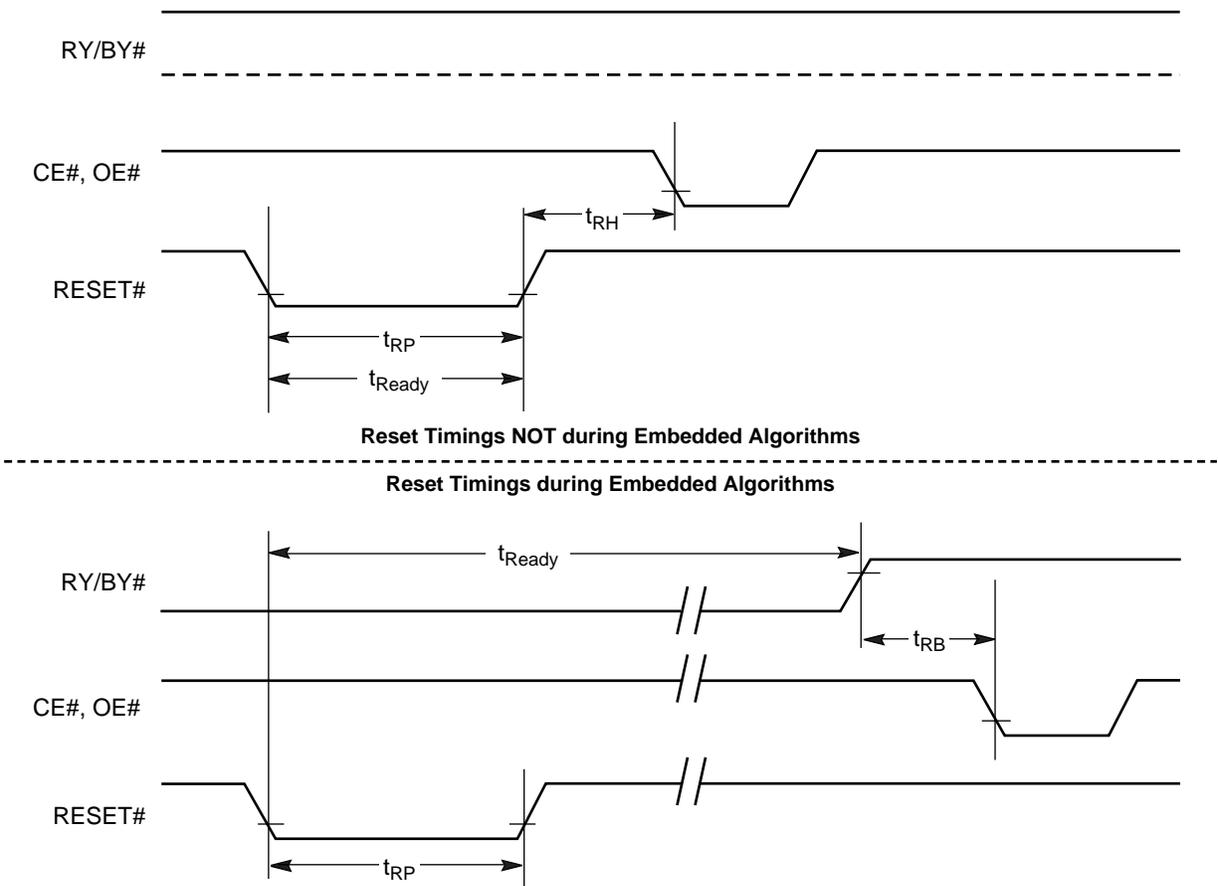 RY/BY#
CE#, OE#
tRH
RESET#
tRP
tReady
Reset Timings NOT during Embedded Algorithms
Reset Timings during Embedded Algorithms
tReady
RY/BY#
tRB
CE#, OE#
RESET#
tRP